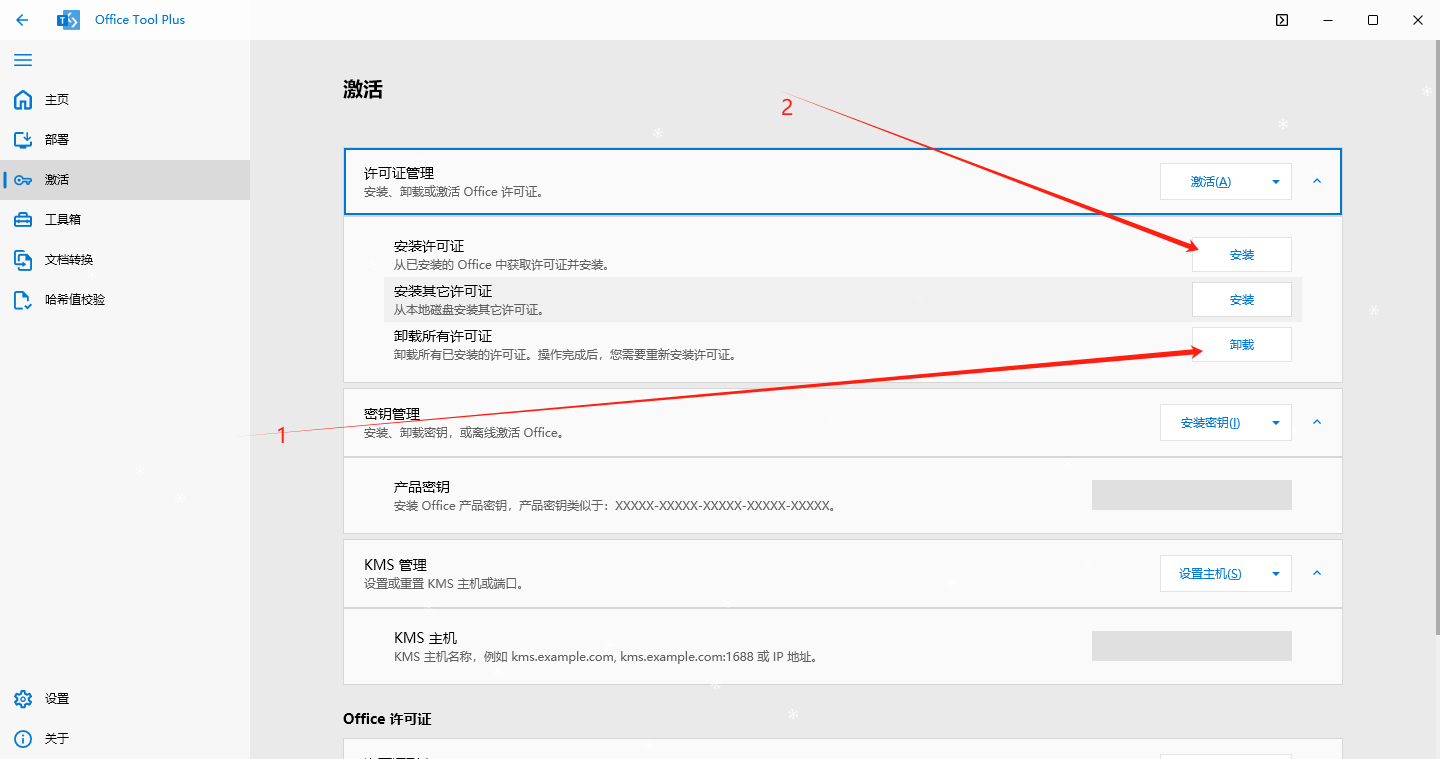 Office Tool Plus
主页
部署
激活
工具箱
文档转换
哈希值校验
设置
关于
激活
2
许可证管理
安装、卸载或激活 Office 许可证。
激活(A)
安装许可证
从已安装的 Office 中获取许可证并安装。
安装
安装其它许可证
从本地磁盘安装其它许可证。
安装
卸载所有许可证
卸载所有已安装的许可证。操作完成后，您需要重新安装许可证。
卸载
1
密钥管理
安装、卸载密钥，或离线激活 Office。
安装密钥(I)
产品密钥
安装 Office 产品密钥，产品密钥类似于：XXXXX-XXXXX-XXXXX-XXXXX-XXXXX。
KMS 管理
设置或重置 KMS 主机或端口。
设置主机(S)
KMS 主机
KMS 主机名称，例如 kms.example.com, kms.example.com:1688 或 IP 地址。
Office 许可证